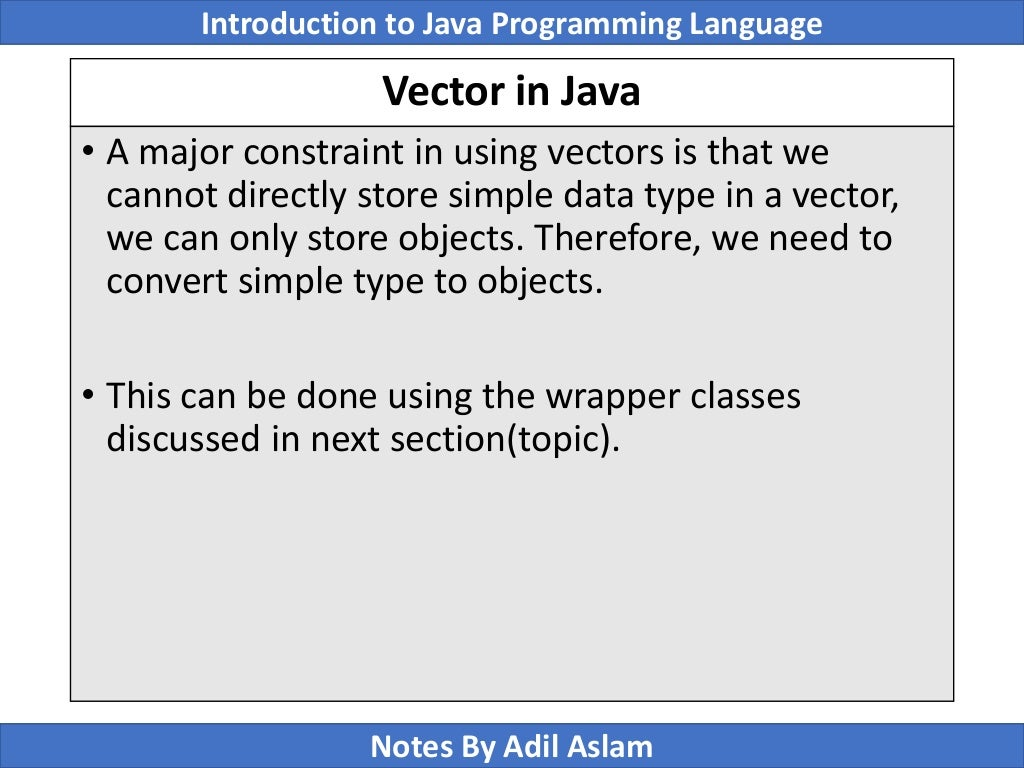 Introduction to Java Programming Language
Vector in Java
• A major constraint in using vectors is that we
cannot directly store simple data type in a vector,
we can only store objects. Therefore, we need to
convert simple type to objects.
• This can be done using the wrapper classes
discussed in next section(topic).
Notes By Adil Aslam